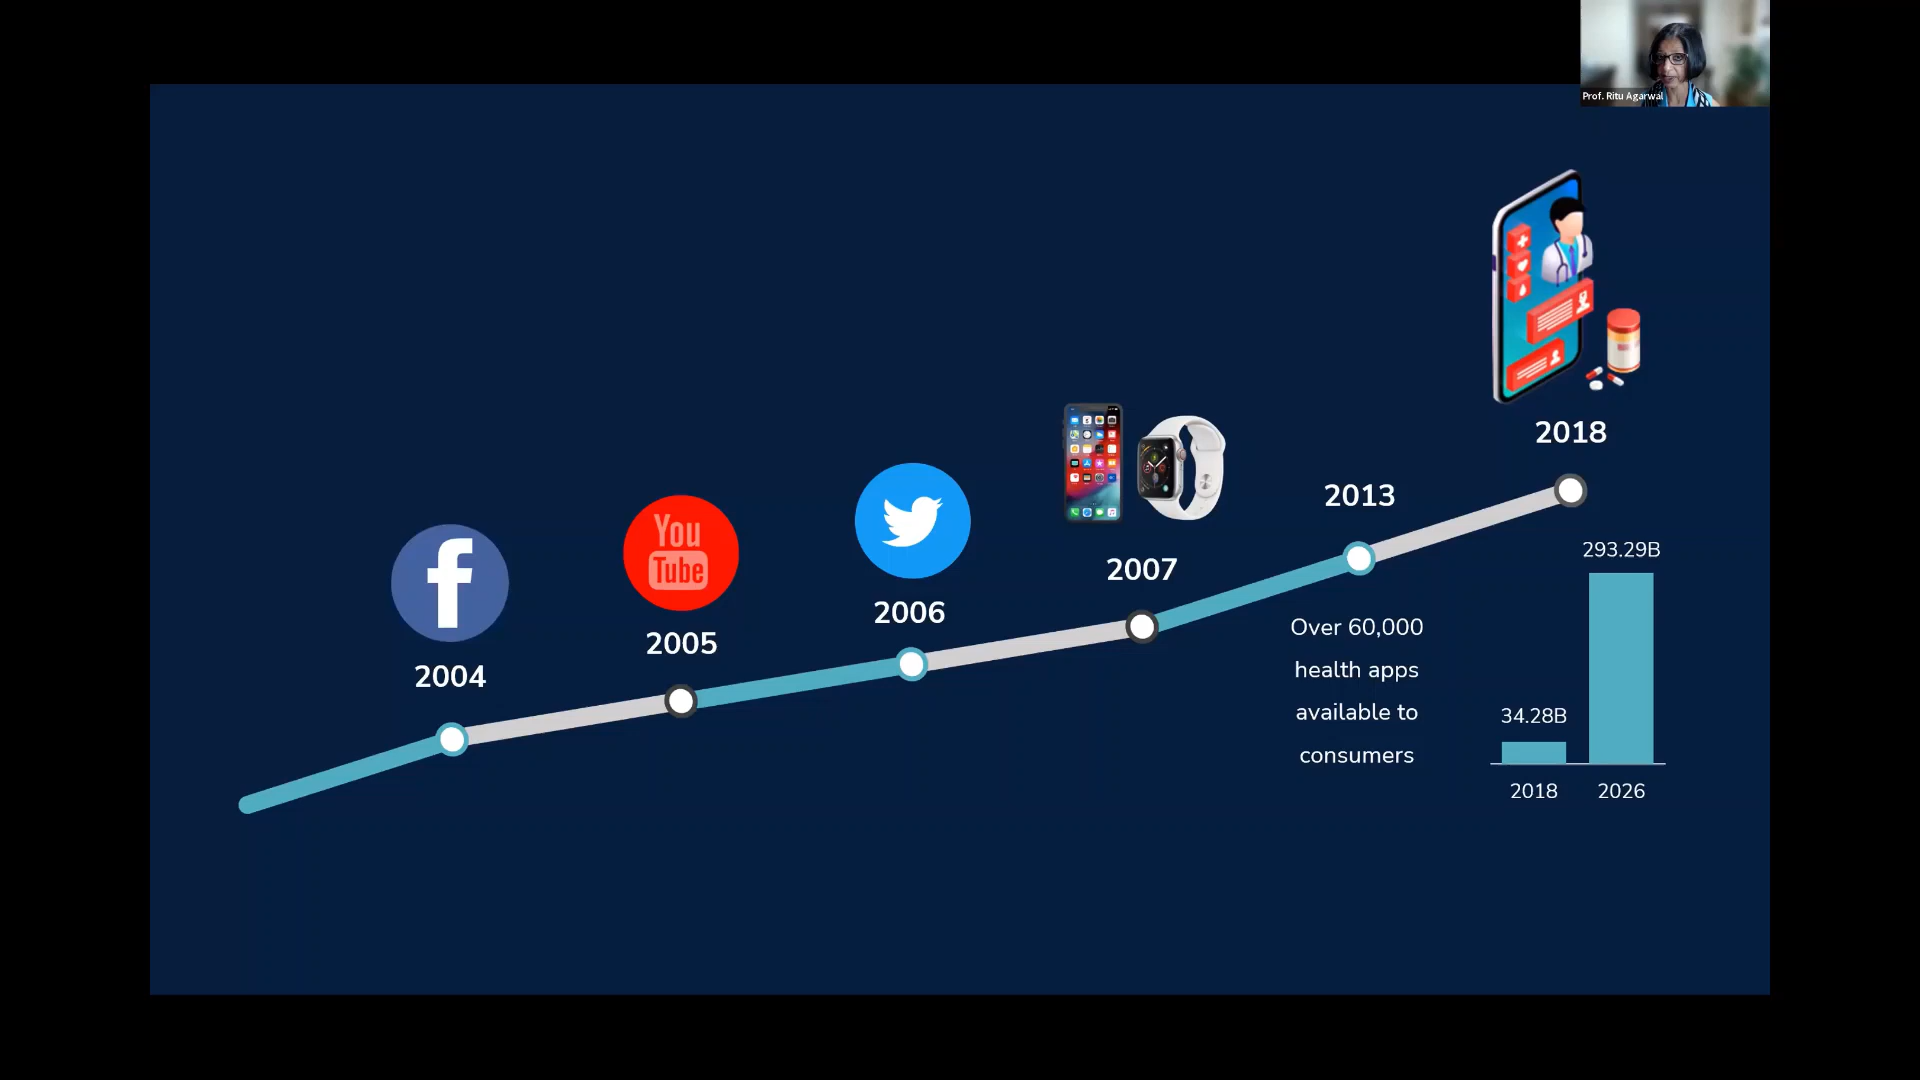 Prof. Ritu Agarwal
2004
You
Tube
2005
2006
2007
2013
Over 60,000
health apps
available to
consumers
2018
293.29B
34.28B
2018
2026